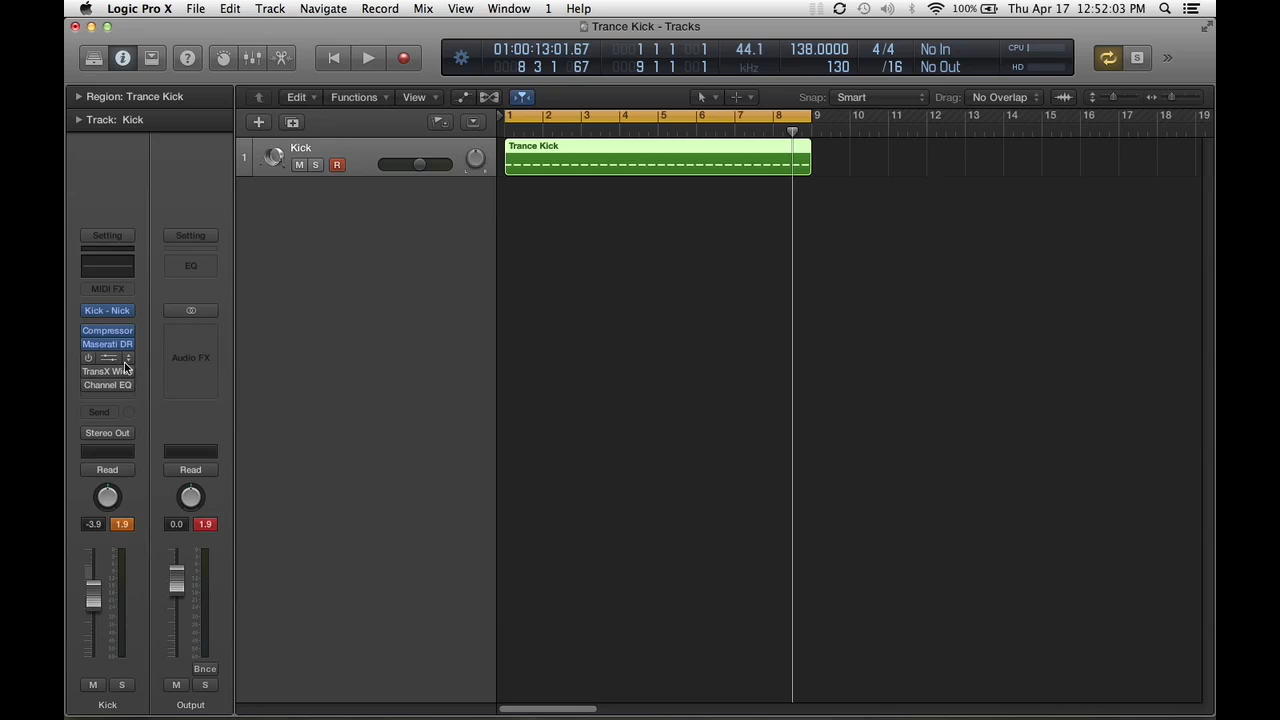 Logic Pro X File Edit Track Navigate Record Mix View Window 1 Help 100% Thu Apr 17 12:52:03 PM
Trance Kick - Tracks
01:00:13:01.67 1 1 1 1 44.1 138.0000 4/4 No In CPU
8 3 1 67 9 1 1 1 kHz 130 /16 No Out HD
Region: Trance Kick Edit Functions View Snap: Smart Drag: No Overlap
Track: Kick
1 2 3 4 5 6 7 8 9 10 11 12 13 14 15 16 17 18 19
1 Kick M S R L R
Trance Kick
Setting Setting
EQ
MIDI FX
Kick - Nick
Compressor
Maserati DR
Audio FX
TransX Wide
Channel EQ
Send
Stereo Out
Read Read
-3.9 1.9 0.0 1.9
Bnce
M S M S
Kick Output